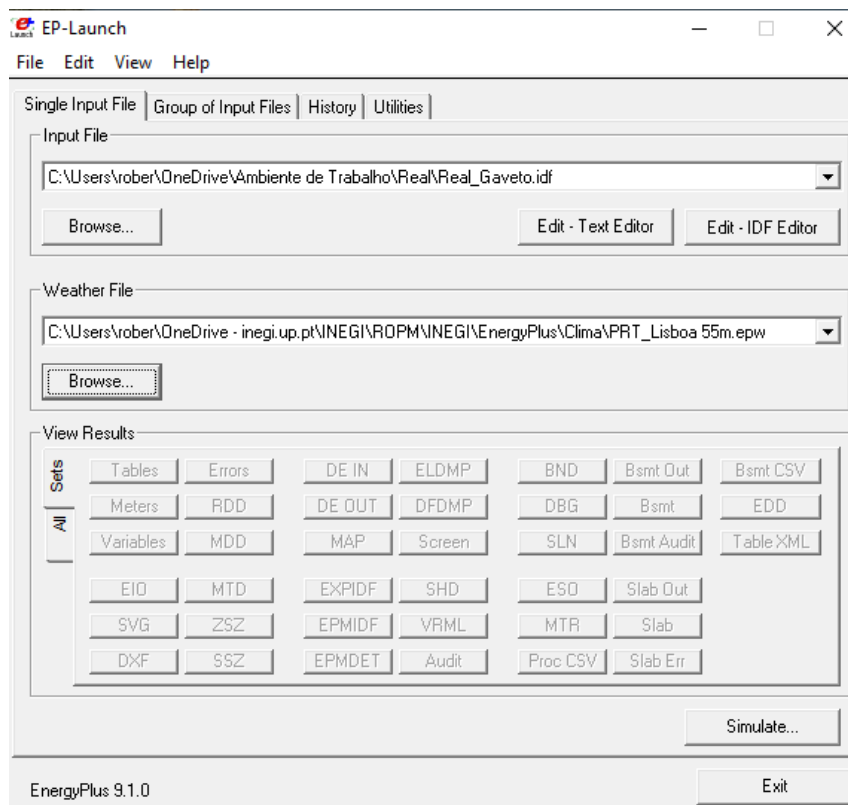 EP-Launch
File Edit View Help
Single Input File Group of Input Files History Utilities
Input File
C:\Users\rober\OneDrive\Ambiente de Trabalho\Real\Real_Gaveto.idf
Browse... Edit - Text Editor Edit - IDF Editor
Weather File
C:\Users\rober\OneDrive - inegi.up.pt\INEGI\ROPM\INEGI\EnergyPlus\Clima\PRT_Lisboa 55m.epw
Browse...
View Results
Sets
All
Tables Errors DE IN ELDMP BND Bsmt Out Bsmt CSV
Meters RDD DE OUT DFDMP DBG Bsmt EDD
Variables MDD MAP Screen SLN Bsmt Audit Table XML
EIO MTD EXPIDF SHD ESO Slab Out
SVG ZSZ EPMIDF VRML MTR Slab
DXF SSZ EPMDET Audit Proc CSV Slab Err
Simulate...
EnergyPlus 9.1.0 Exit